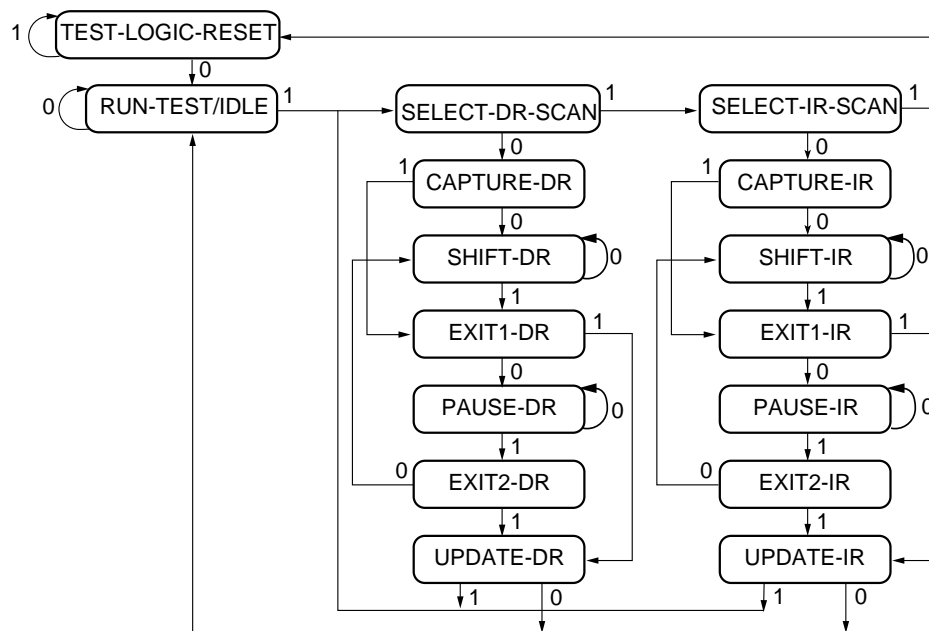 1 TEST-LOGIC-RESET
0
0 RUN-TEST/IDLE 1 SELECT-DR-SCAN 1 SELECT-IR-SCAN 1
0 0
1 CAPTURE-DR 1 CAPTURE-IR
0 0
SHIFT-DR 0 SHIFT-IR 0
1 1
EXIT1-DR 1 EXIT1-IR 1
0 0
PAUSE-DR 0 PAUSE-IR 0
1 1
0 EXIT2-DR 0 EXIT2-IR
1 1
UPDATE-DR UPDATE-IR
1 0 1 0